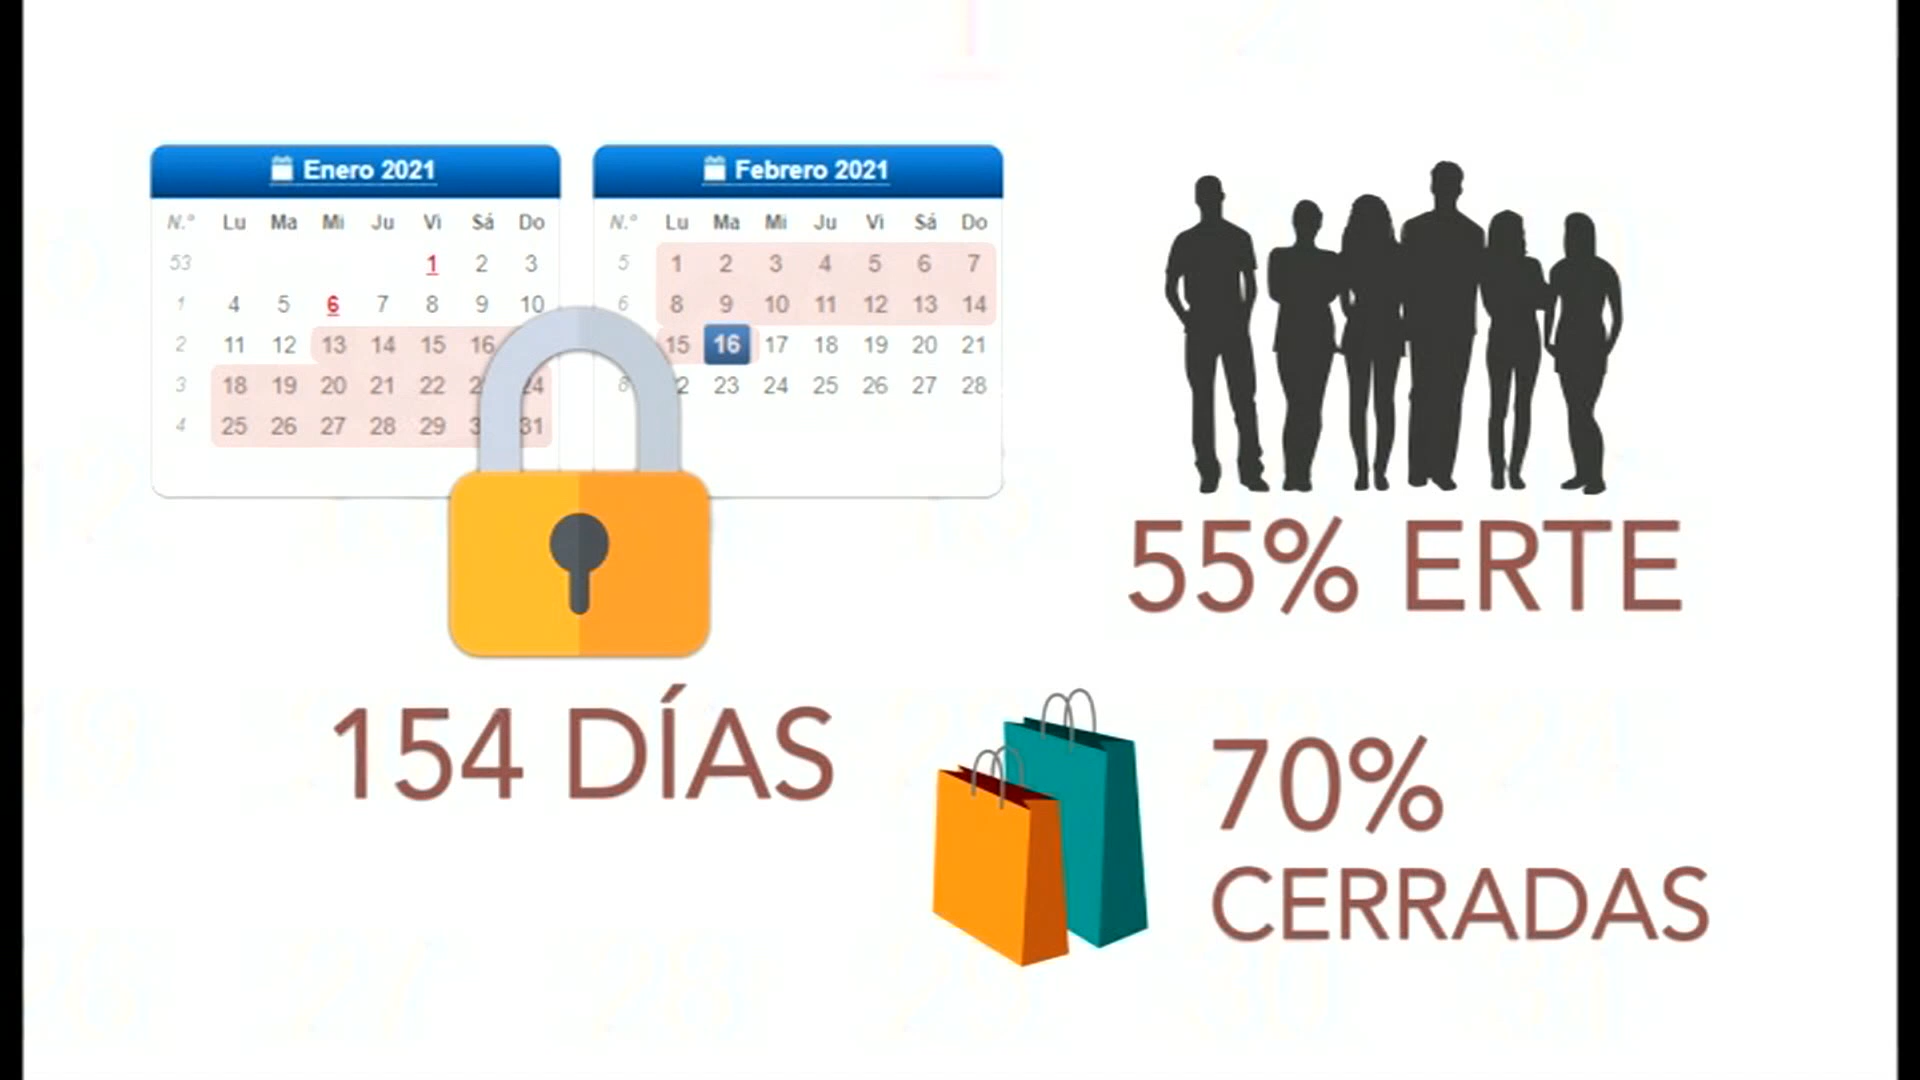 Enero 2021
N.º Lu Ma Mi Ju Vi Sá Do
53 1 2 3
1 4 5 6 7 8 9 10
2 11 12 13 14 15 16
3 18 19 20 21 22 24
4 25 26 27 28 29 31
Febrero 2021
N.º Lu Ma Mi Ju Vi Sá Do
5 1 2 3 4 5 6 7
6 8 9 10 11 12 13 14
15 16 17 18 19 20 21
8 23 24 25 26 27 28
55% ERTE
154 DÍAS
70%
CERRADAS